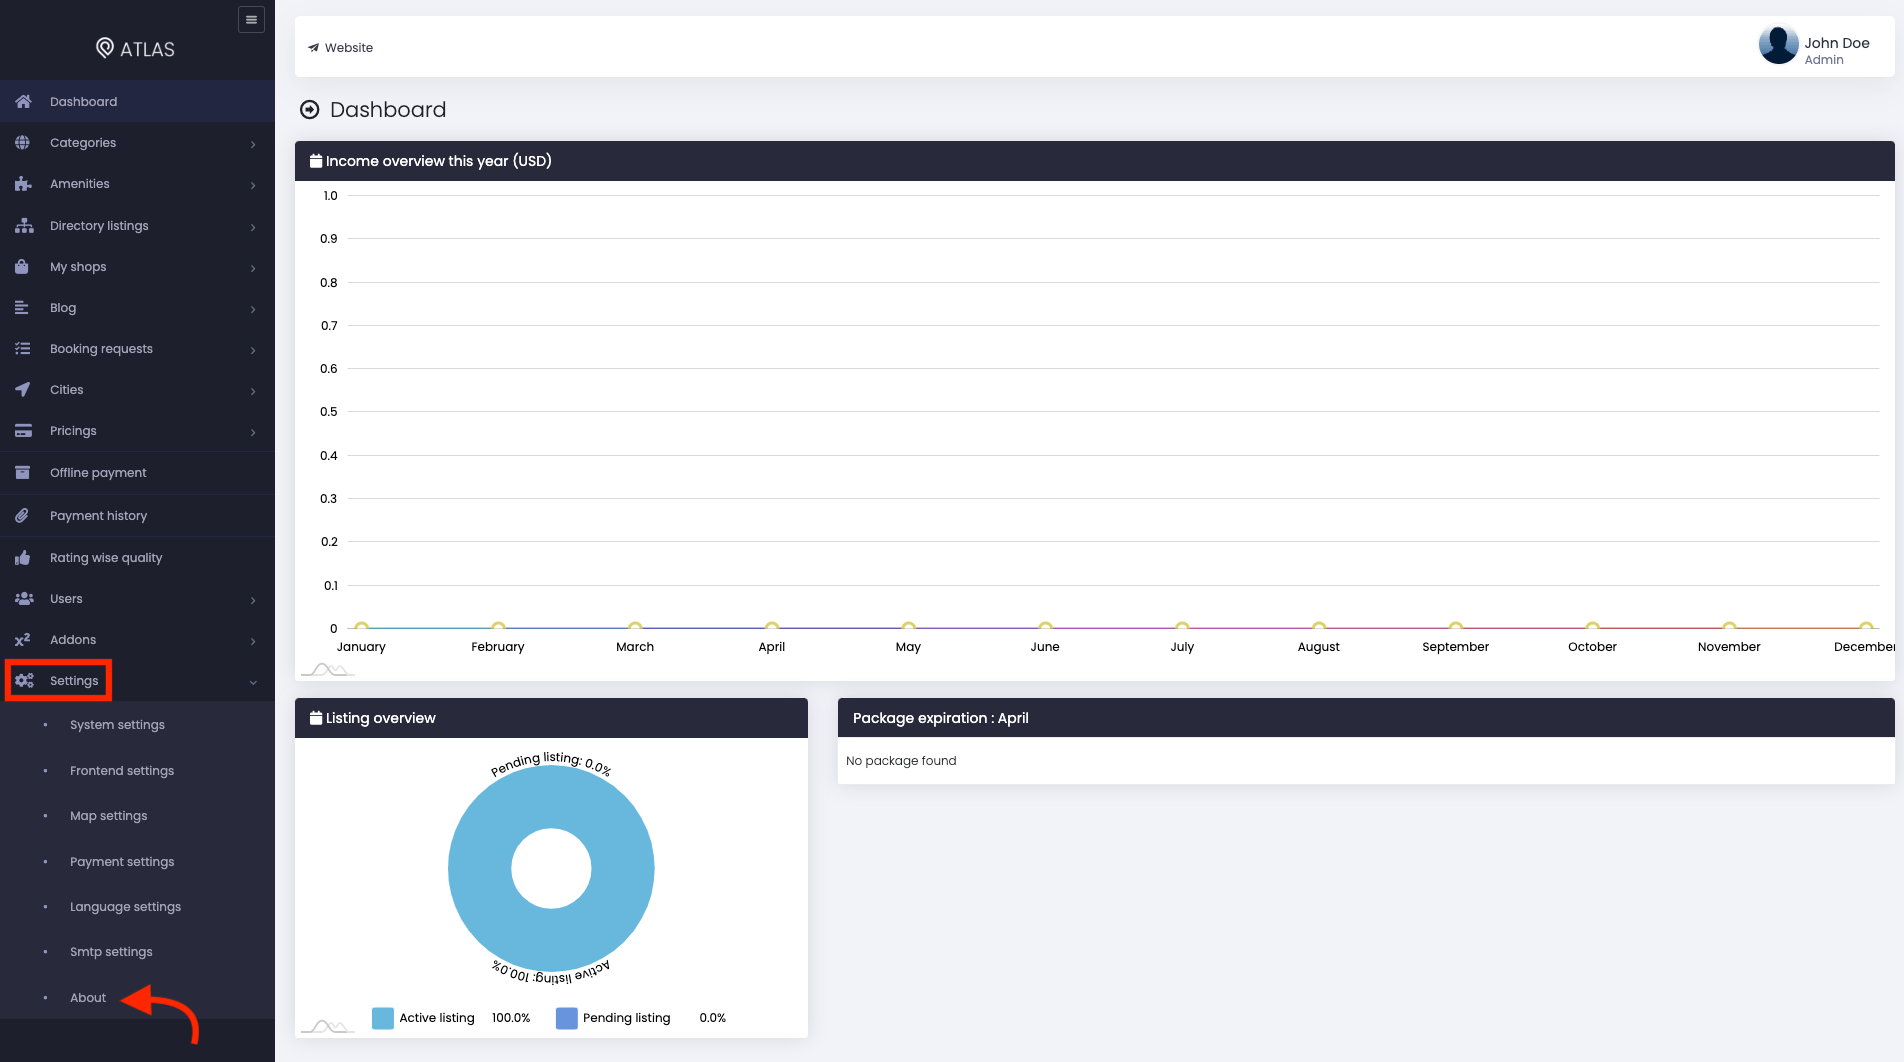 ATLAS
Dashboard
Categories
Amenities
Directory listings
My shops
Blog
Booking requests
Cities
Pricings
Offline payment
Payment history
Rating wise quality
Users
x² Addons
Settings
System settings
Frontend settings
Map settings
Payment settings
Language settings
Smtp settings
About
Website
John Doe
Admin
Dashboard
Income overview this year (USD)
1.0
0.9
0.8
0.7
0.6
0.5
0.4
0.3
0.2
0.1
0
January February March April May June July August September October November December
Listing overview
Pending listing: 0.0%
Active listing: 100.0%
Active listing 100.0% Pending listing 0.0%
Package expiration : April
No package found